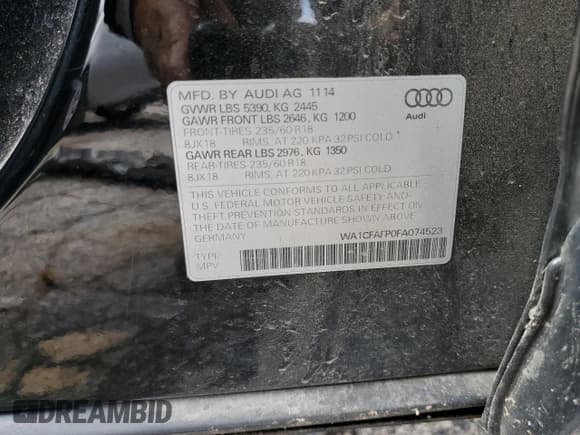 MFD. BY AUDI AG 11 14
GVWR LBS 5390, KG 2445
GAWR FRONT LBS 2646, KG 1200
FRONT-TIRES 235/60 R18
8JX18 RIMS, AT 220 KPA 32 PSI COLD
GAWR REAR LBS 2976, KG 1350
REAR-TIRES 235/60 R18
8JX18 RIMS, AT 220 KPA 32 PSI COLD
Audi
THIS VEHICLE CONFORMS TO ALL APPLICABLE
U.S. FEDERAL MOTOR VEHICLE SAFETY AND
THEFT PREVENTION STANDARDS IN EFFECT ON
THE DATE OF MANUFACTURE SHOWN ABOVE.
GERMANY WA1CFAFP0FA074523
TYPE:
MPV
DREAMBID